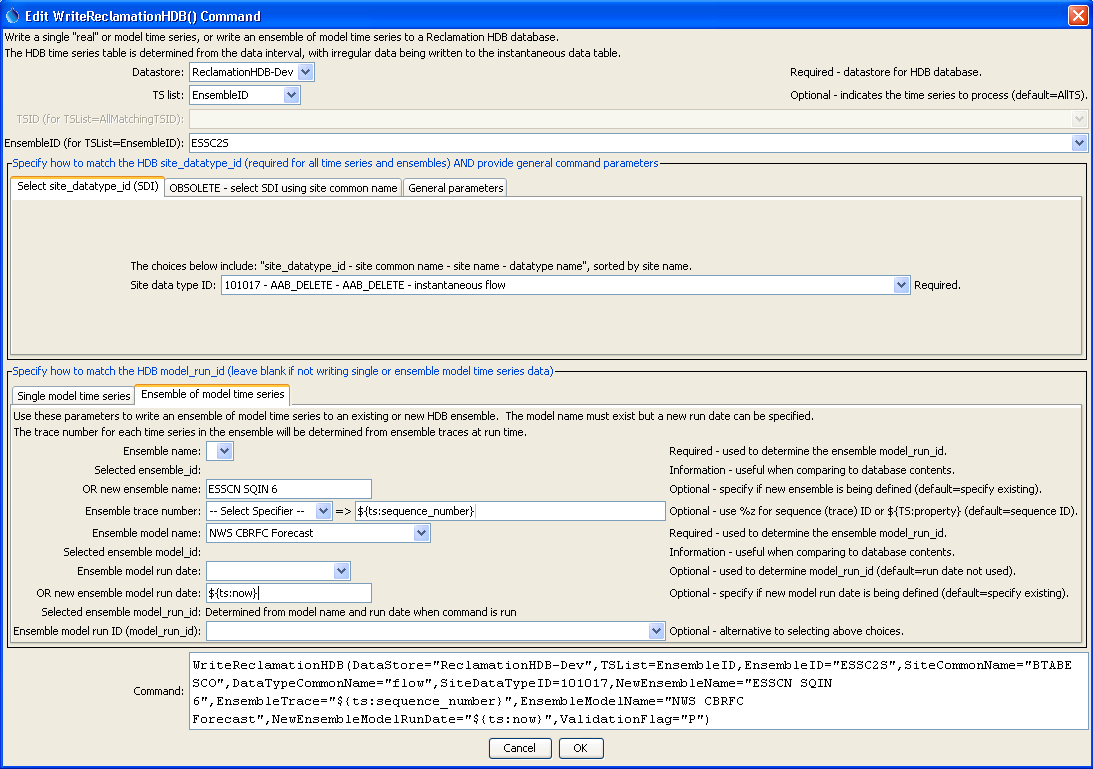 Edit WriteReclamationHDB() Command
Write a single "real" or model time series, or write an ensemble of model time series to a Reclamation HDB database.
The HDB time series table is determined from the data interval, with irregular data being written to the instantaneous data table.
Datastore: ReclamationHDB-Dev Required - datastore for HDB database.
TS list: EnsembleID Optional - indicates the time series to process (default=AllTS).
TSID (for TSList=AllMatchingTSID):
EnsembleID (for TSList=EnsembleID): ESSC2S
Specify how to match the HDB site_datatype_id (required for all time series and ensembles) AND provide general command parameters
Select site_datatype_id (SDI) OBSOLETE - select SDI using site common name General parameters
The choices below include: "site_datatype_id - site common name - site name - datatype name", sorted by site name.
Site data type ID: 101017 - AAB_DELETE - AAB_DELETE - instantaneous flow Required.
Specify how to match the HDB model_run_id (leave blank if not writing single or ensemble model time series data)
Single model time series Ensemble of model time series
Use these parameters to write an ensemble of model time series to an existing or new HDB ensemble. The model name must exist but a new run date can be specified.
The trace number for each time series in the ensemble will be determined from ensemble traces at run time.
Ensemble name: Required - used to determine the ensemble model_run_id.
Selected ensemble_id: Information - useful when comparing to database contents.
OR new ensemble name: ESSCN SQIN 6 Optional - specify if new ensemble is being defined (default=specify existing).
Ensemble trace number: -- Select Specifier -- => ${ts:sequence_number} Optional - use %z for sequence (trace) ID or ${TS:property} (default=sequence ID).
Ensemble model name: NWS CBRFC Forecast Required - used to determine the ensemble model_run_id.
Selected ensemble model_id: Information - useful when comparing to database contents.
Ensemble model run date: Optional - used to determine model_run_id (default=run date not used).
OR new ensemble model run date: ${ts:now} Optional - specify if new model run date is being defined (default=specify existing).
Selected ensemble model_run_id: Determined from model name and run date when command is run
Ensemble model run ID (model_run_id): Optional - alternative to selecting above choices.
Command: WriteReclamationHDB(DataStore="ReclamationHDB-Dev",TSList=EnsembleID,EnsembleID="ESSC2S",SiteCommonName="BTABE
SCO",DataTypeCommonName="flow",SiteDataTypeID=101017,NewEnsembleName="ESSCN SQIN
6",EnsembleTrace="${ts:sequence_number}",EnsembleModelName="NWS CBRFC
Forecast",NewEnsembleModelRunDate="${ts:now}",ValidationFlag="P")
Cancel OK